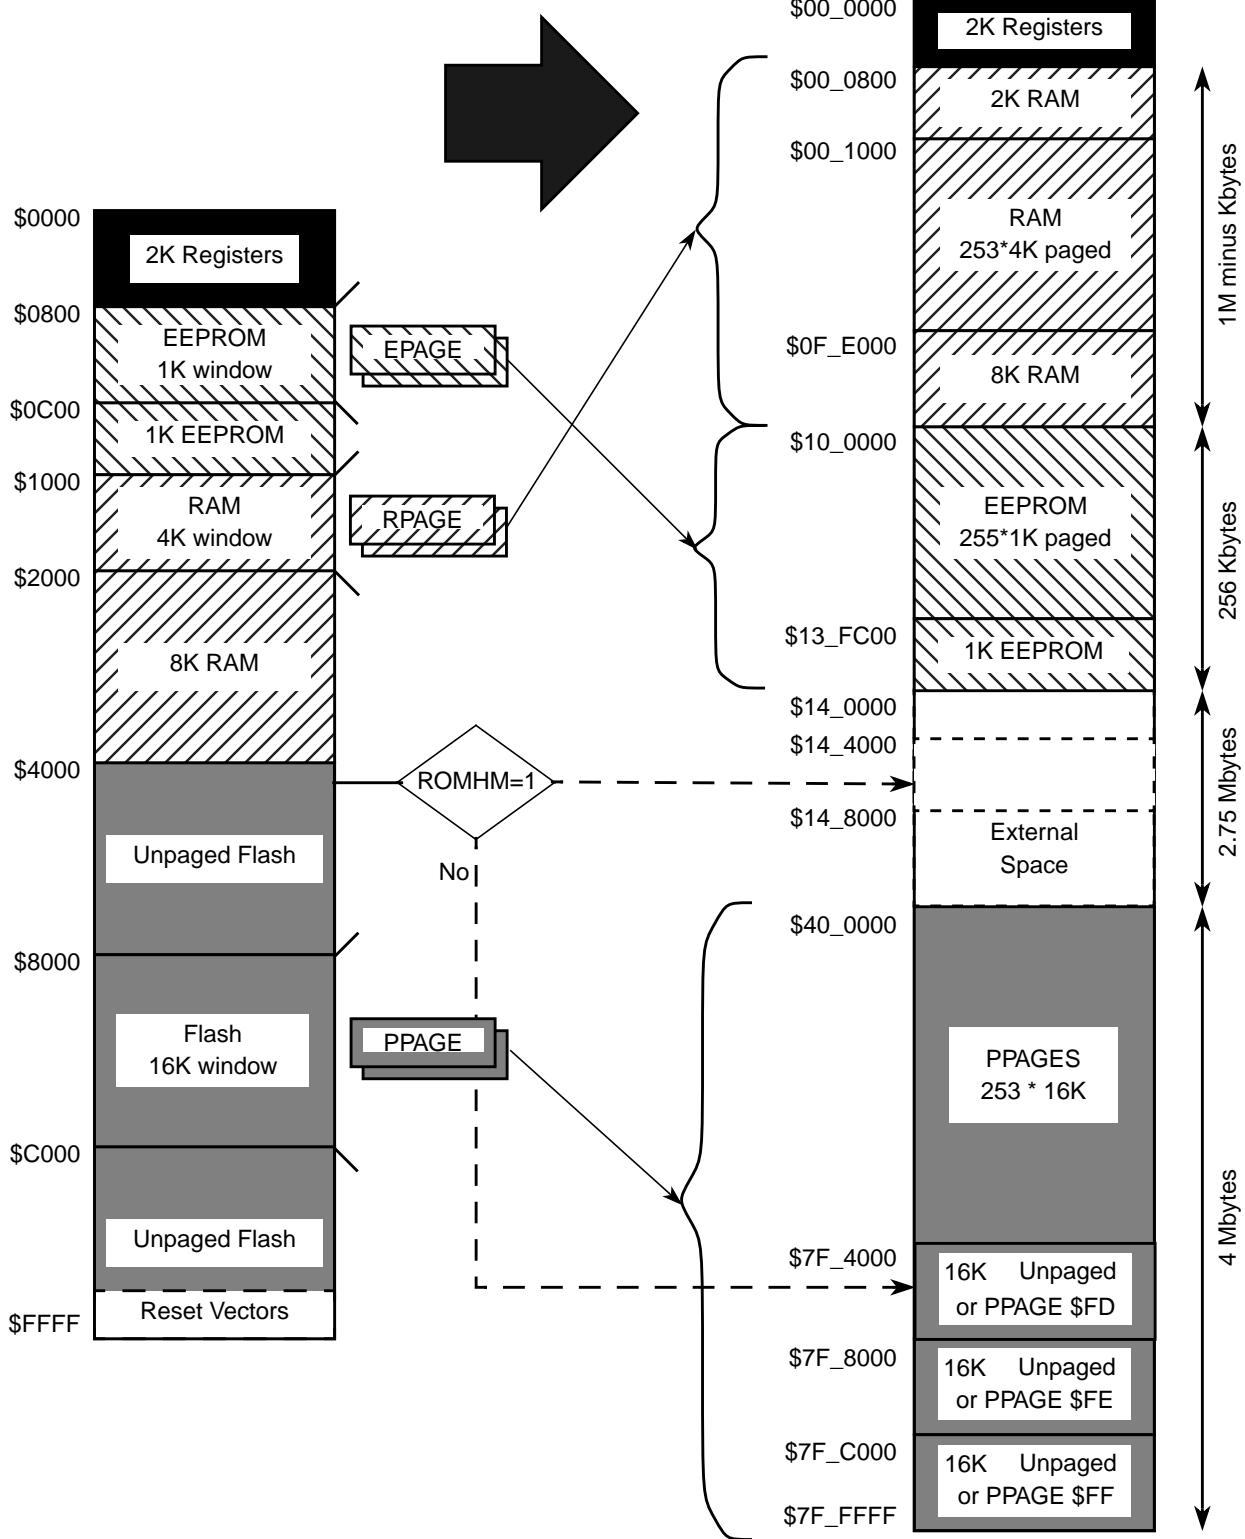 $0000
2K Registers
$0800
EEPROM
1K window
EPAGE
$0C00
1K EEPROM
$1000
RAM
4K window
RPAGE
$2000
8K RAM
$4000
ROMHM=1
No
Unpaged Flash
$8000
Flash
16K window
PPAGE
$C000
Unpaged Flash
Reset Vectors
$FFFF
$00_0000
2K Registers
$00_0800
2K RAM
$00_1000
RAM
253*4K paged
$0F_E000
8K RAM
1M minus Kbytes
$10_0000
EEPROM
255*1K paged
$13_FC00
1K EEPROM
256 Kbytes
$14_0000
$14_4000
$14_8000
External
Space
2.75 Mbytes
$40_0000
PPAGES
253 * 16K
$7F_4000
16K Unpaged
or PPAGE $FD
$7F_8000
16K Unpaged
or PPAGE $FE
$7F_C000
16K Unpaged
or PPAGE $FF
$7F_FFFF
4 Mbytes